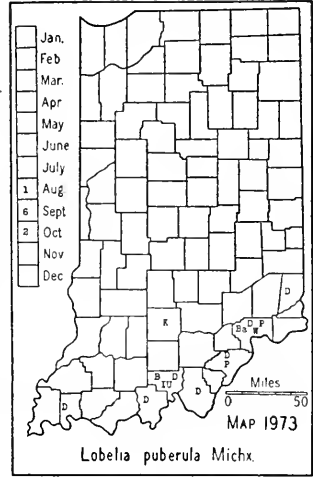 Jan.
Feb
Mar.
Apr
May
June
July
1 Aug.
6 Sept
2 Oct
Nov
Dec
D
K
Ba D P
W
D
P
B D
IU
D
D
D
Miles
0 50
MAP 1973
Lobelia puberula Michx.